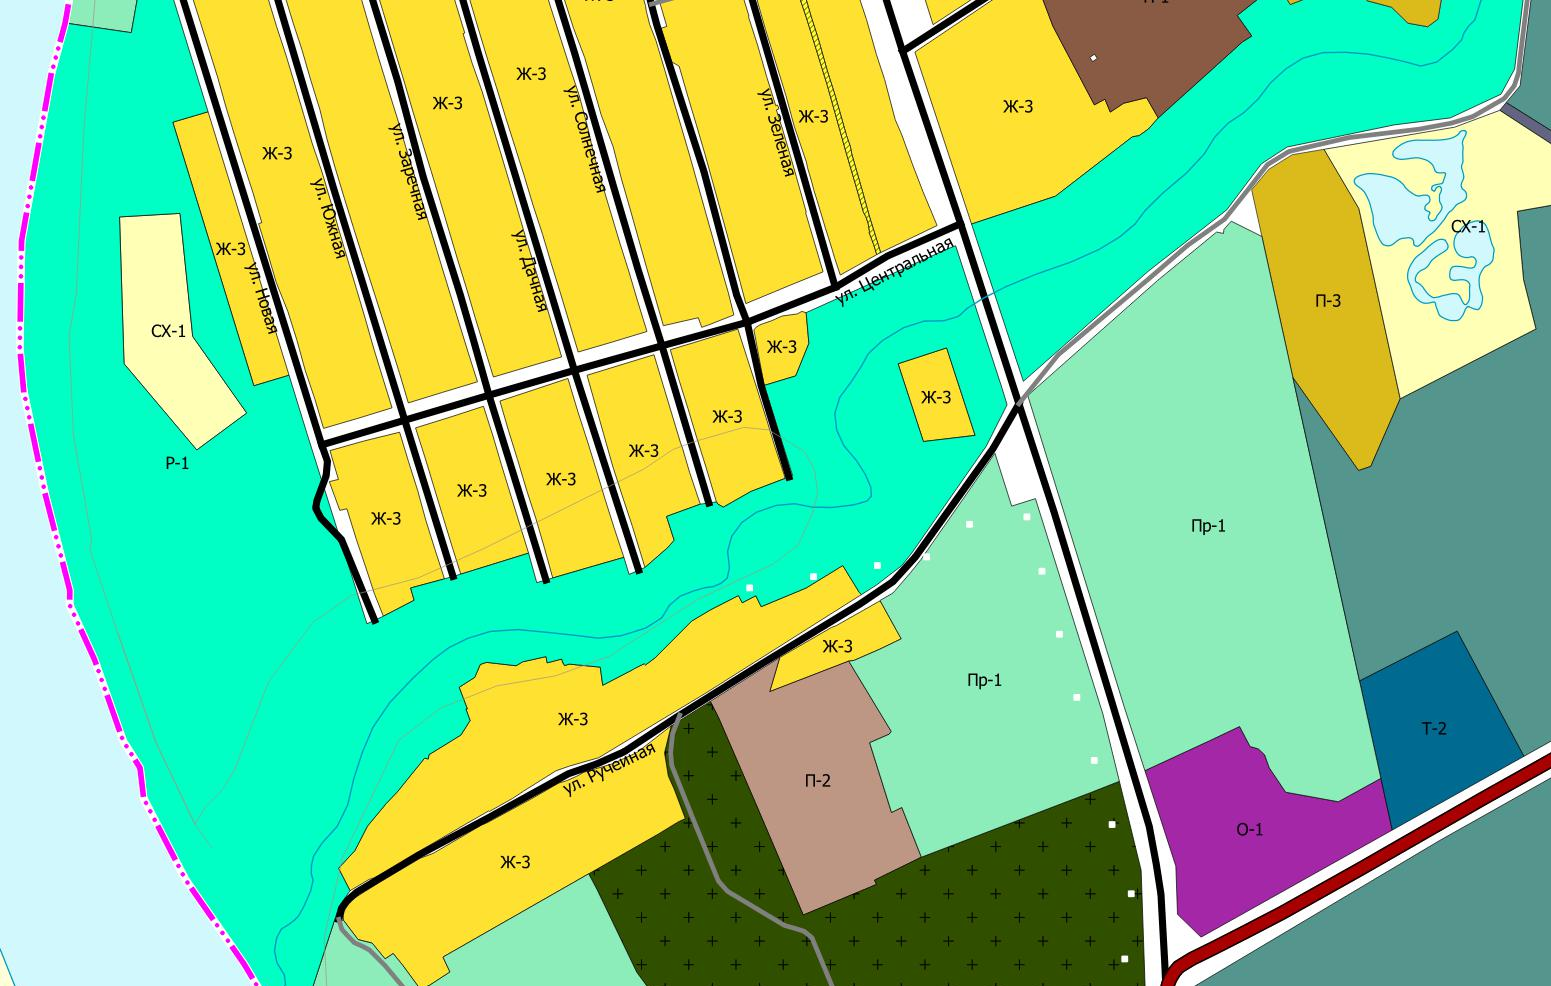 Ж-3
П-1
Ж-3
Ж-3
Ж-3
Ж-3
ул. Солнечная
ул. Зеленая
ул. Заречная
Ж-3
ул. Южная
СХ-1
ул. Дачная
Ж-3
ул. Новая
ул. Центральная
П-3
СХ-1
Ж-3
Ж-3
Ж-3
Ж-3
Р-1
Ж-3
Ж-3
Ж-3
Пр-1
Ж-3
Ж-3
Пр-1
Ж-3
Т-2
ул. Ручейная
П-2
О-1
Ж-3